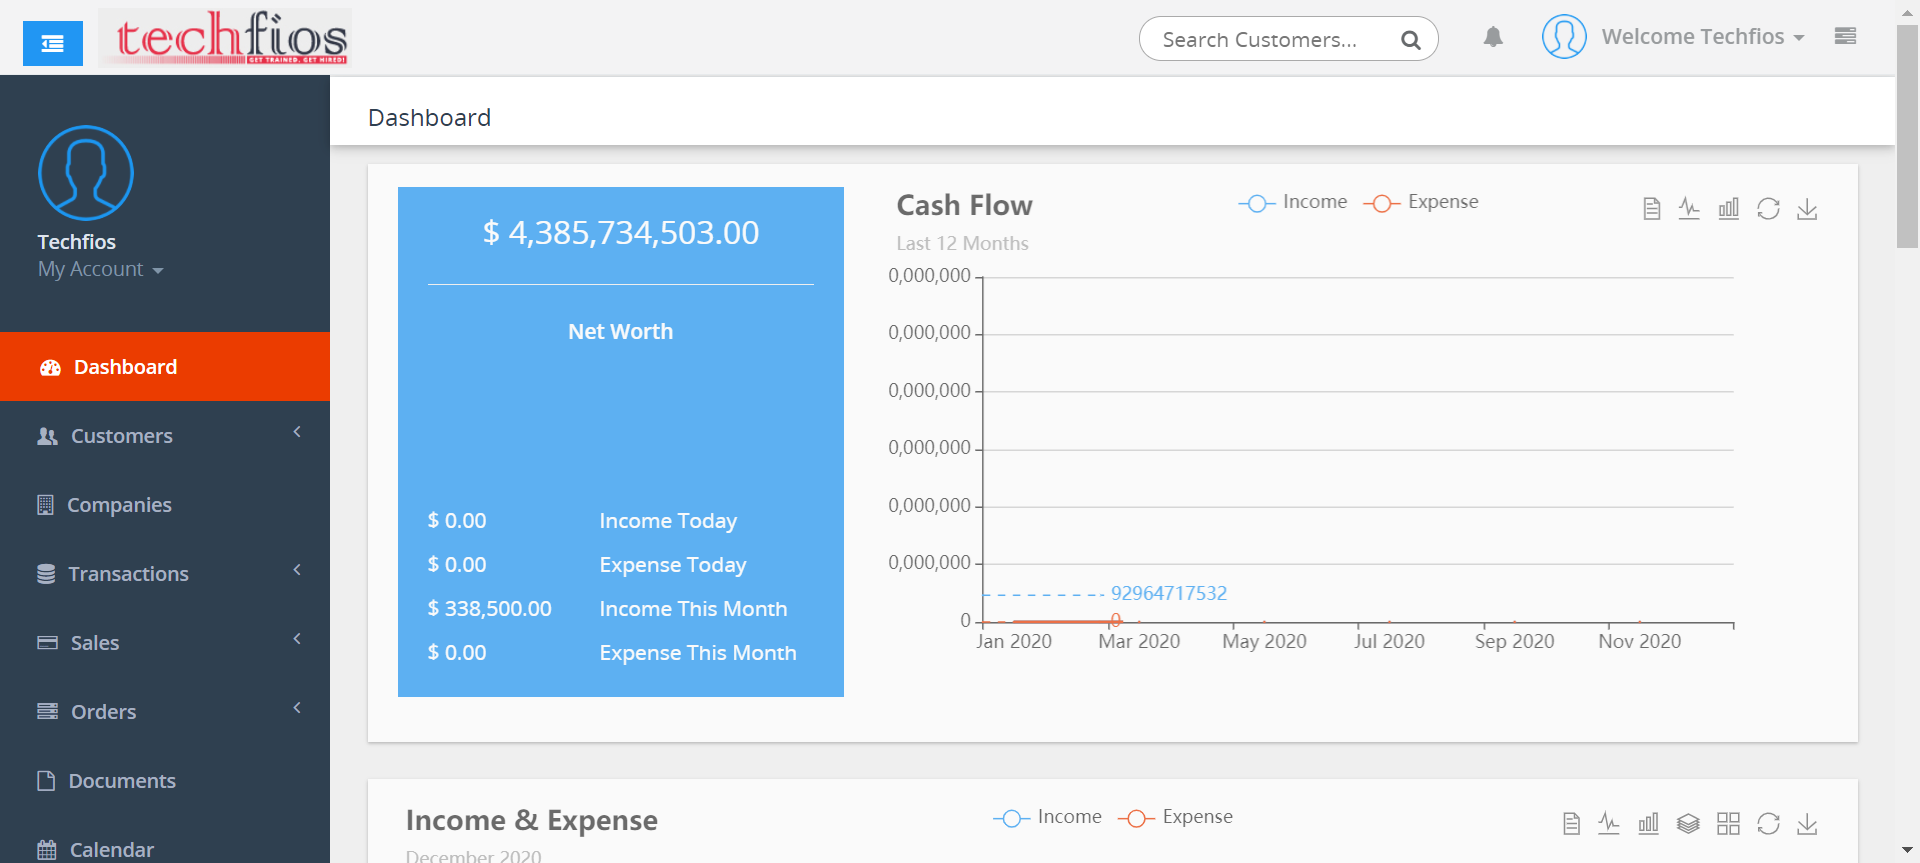 techfios
GET TRAINED. GET HIRED!
Search Customers...
Welcome Techfios
Techfios
My Account
Dashboard
Customers
Companies
Transactions
Sales
Orders
Documents
Calendar
Dashboard
$ 4,385,734,503.00
Net Worth
$ 0.00 Income Today
$ 0.00 Expense Today
$ 338,500.00 Income This Month
$ 0.00 Expense This Month
Cash Flow
Last 12 Months
Income Expense
0,000,000
0,000,000
0,000,000
0,000,000
0,000,000
0,000,000
92964717532
0
0
Jan 2020 Mar 2020 May 2020 Jul 2020 Sep 2020 Nov 2020
Income & Expense
December 2020
Income Expense